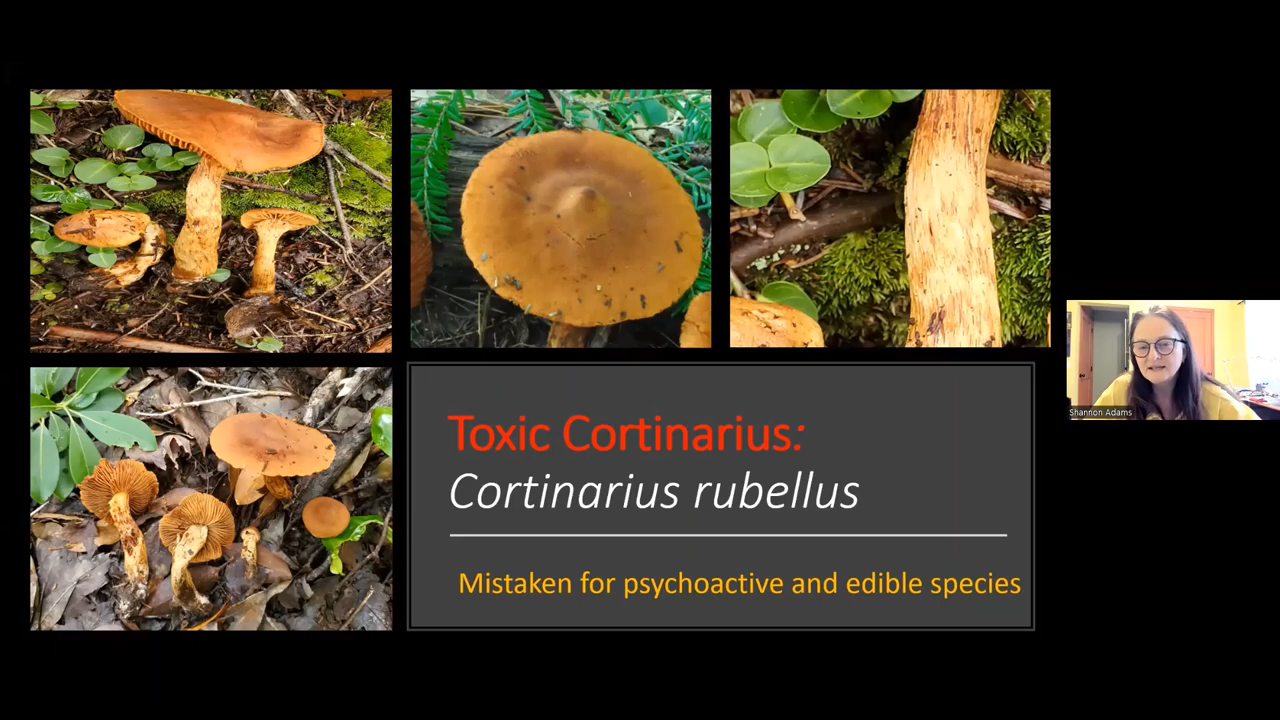 Toxic Cortinarius:
Cortinarius rubellus
Mistaken for psychoactive and edible species
Shannon Adams